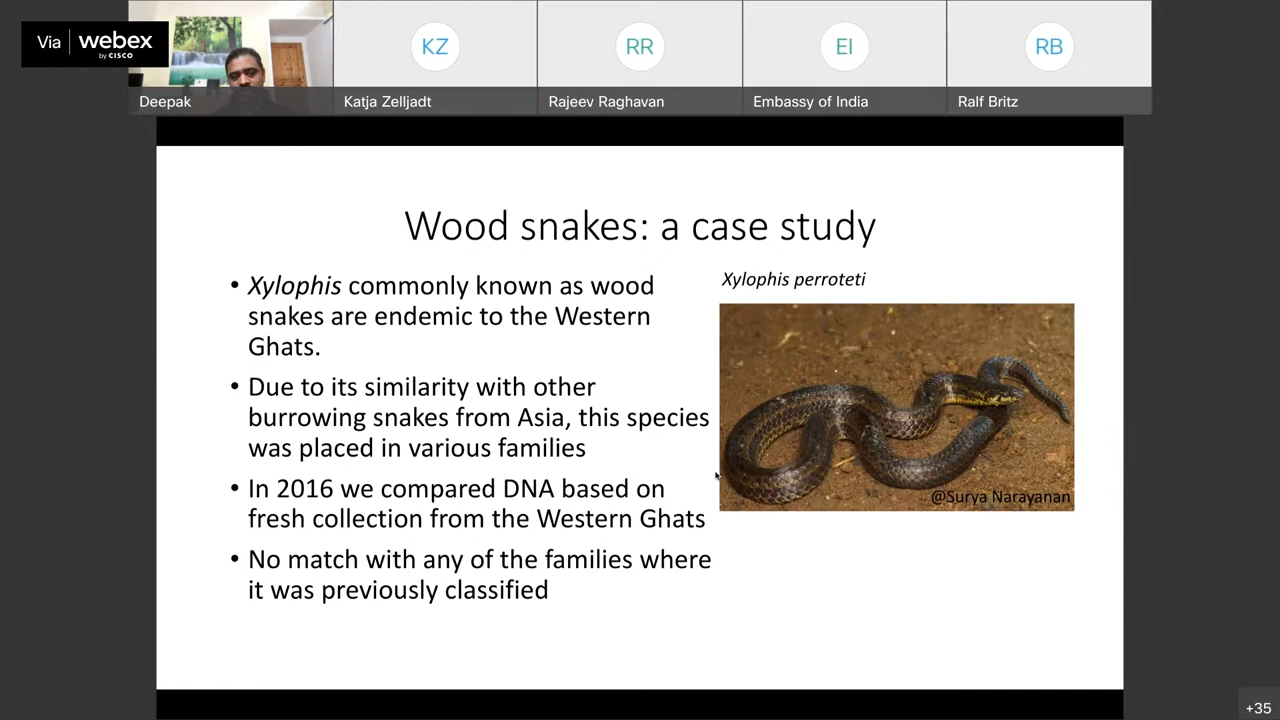 Via webex
by CISCO
KZ
RR
EI
RB
Deepak
Katja Zelljadt
Rajeev Raghavan
Embassy of India
Ralf Britz
Wood snakes: a case study
• Xylophis commonly known as wood
snakes are endemic to the Western
Ghats.
• Due to its similarity with other
burrowing snakes from Asia, this species
was placed in various families
• In 2016 we compared DNA based on
fresh collection from the Western Ghats
• No match with any of the families where
it was previously classified
Xylophis perroteti
@Surya Narayanan
+35